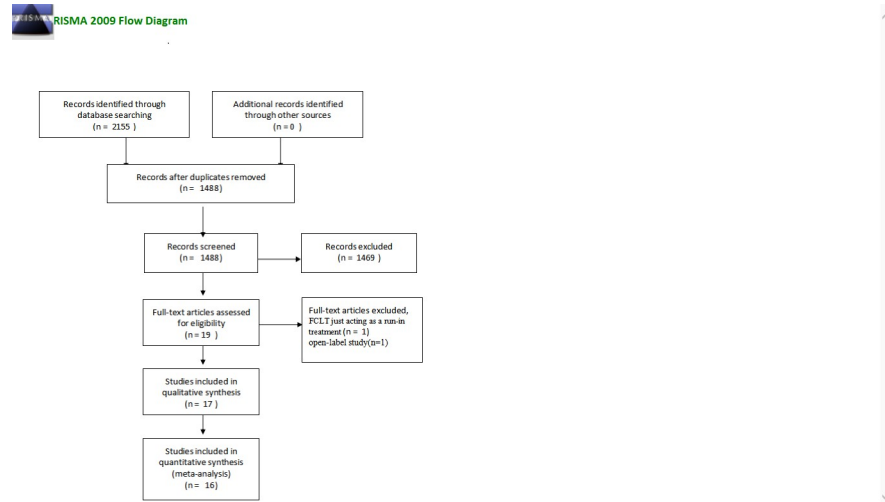 PRISMA
RISMA 2009 Flow Diagram
Records identified through
database searching
(n = 2155 )
Additional records identified
through other sources
(n = 0 )
Records after duplicates removed
(n = 1488)
Records screened
(n = 1488)
Records excluded
(n = 1469 )
Full-text articles assessed
for eligibility
(n = 19 )
Full-text articles excluded,
FCLT just acting as a run-in
treatment (n = 1)
open-label study(n=1)
Studies included in
qualitative synthesis
(n = 17 )
Studies included in
quantitative synthesis
(meta-analysis)
(n = 16)